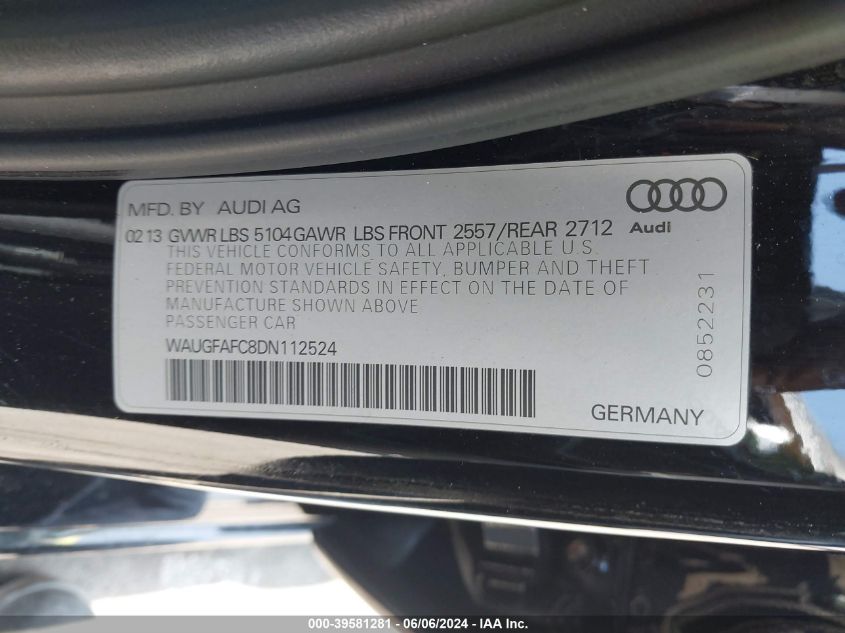 MFD. BY AUDI AG
Audi
02 13 GVWR LBS 5104 GAWR LBS FRONT 2557/REAR 2712
THIS VEHICLE CONFORMS TO ALL APPLICABLE U.S.
FEDERAL MOTOR VEHICLE SAFETY, BUMPER AND THEFT
PREVENTION STANDARDS IN EFFECT ON THE DATE OF
MANUFACTURE SHOWN ABOVE
PASSENGER CAR
WAUGFAFC8DN112524
0852231
GERMANY
000-39581281 - 06/06/2024 - IAA Inc.